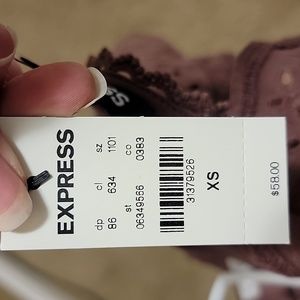 EXPRESS
dp cl sz
86 634 1101
st co
06349566 0383
31379526
XS
$58.00